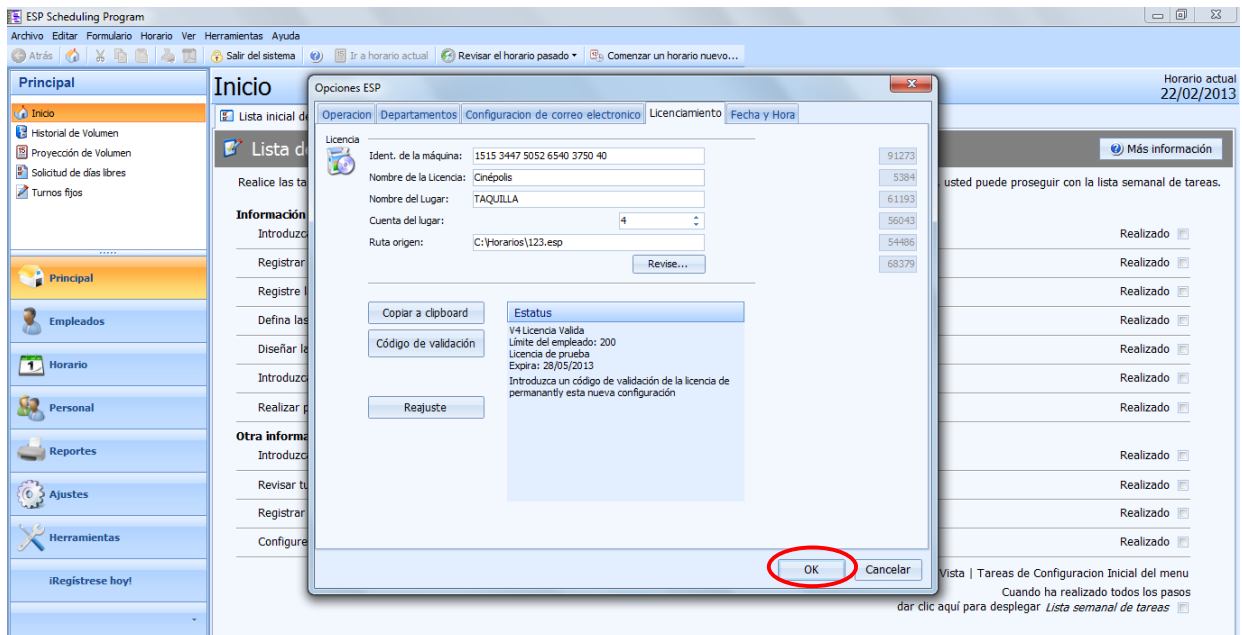 ESP Scheduling Program
Archivo Editar Formulario Horario Ver Herramientas Ayuda
Atrás Salir del sistema Ir a horario actual Revisar el horario pasado Comenzar un horario nuevo...
Principal
Inicio
Historial de Volumen
Proyección de Volumen
Solicitud de días libres
Turnos fijos
Principal
Empleados
Horario
Personal
Reportes
Ajustes
Herramientas
¡Regístrese hoy!
Inicio
Horario actual
22/02/2013
Lista inicial d
Lista d
Más información
Realice las ta
, usted puede proseguir con la lista semanal de tareas.
Información
Introduzc Realizado
Registrar Realizado
Registre l Realizado
Defina las Realizado
Diseñar la Realizado
Introduzc Realizado
Realizar p Realizado
Otra informa
Introduzc Realizado
Revisar tu Realizado
Registrar Realizado
Configure Realizado
Vista | Tareas de Configuracion Inicial del menu
Cuando ha realizado todos los pasos
dar clic aquí para desplegar Lista semanal de tareas
Opciones ESP
Operacion Departamentos Configuracion de correo electronico Licenciamiento Fecha y Hora
Licencia
Ident. de la máquina: 1515 3447 5052 6540 3750 40 91273
Nombre de la Licencia: Cinépolis 5384
Nombre del Lugar: TAQUILLA 61193
Cuenta del lugar: 4 56043
Ruta origen: C:\Horarios\123.esp 54486
Revise... 68379
Copiar a clipboard
Código de validación
Reajuste
Estatus
V4 Licencia Valida
Límite del empleado: 200
Licencia de prueba
Expira: 28/05/2013
Introduzca un código de validación de la licencia de
permanantly esta nueva configuración
OK Cancelar